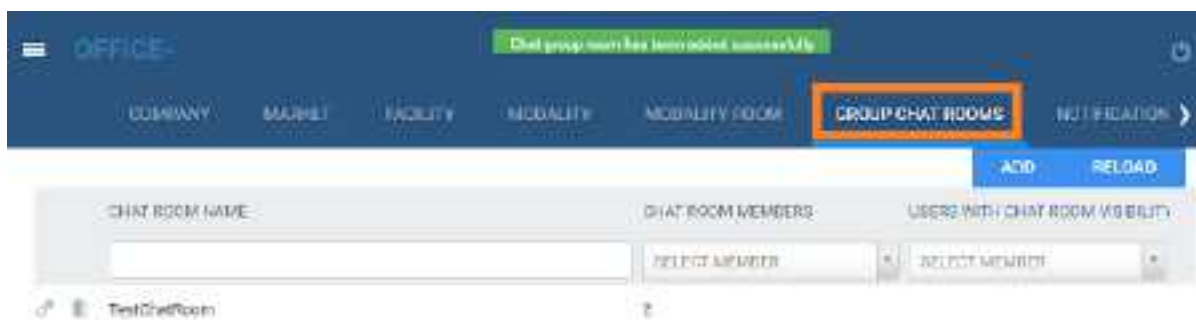 OFFICE-
Chat group room has been added successfully
COMPANY MARKET FACILITY MODALITY MODALITY ROOM GROUP CHAT ROOMS NOTIFICATION
ADD RELOAD
CHAT ROOM NAME CHAT ROOM MEMBERS USERS WITH CHAT ROOM VISIBILITY
SELECT MEMBER SELECT MEMBER
TestChatRoom 2